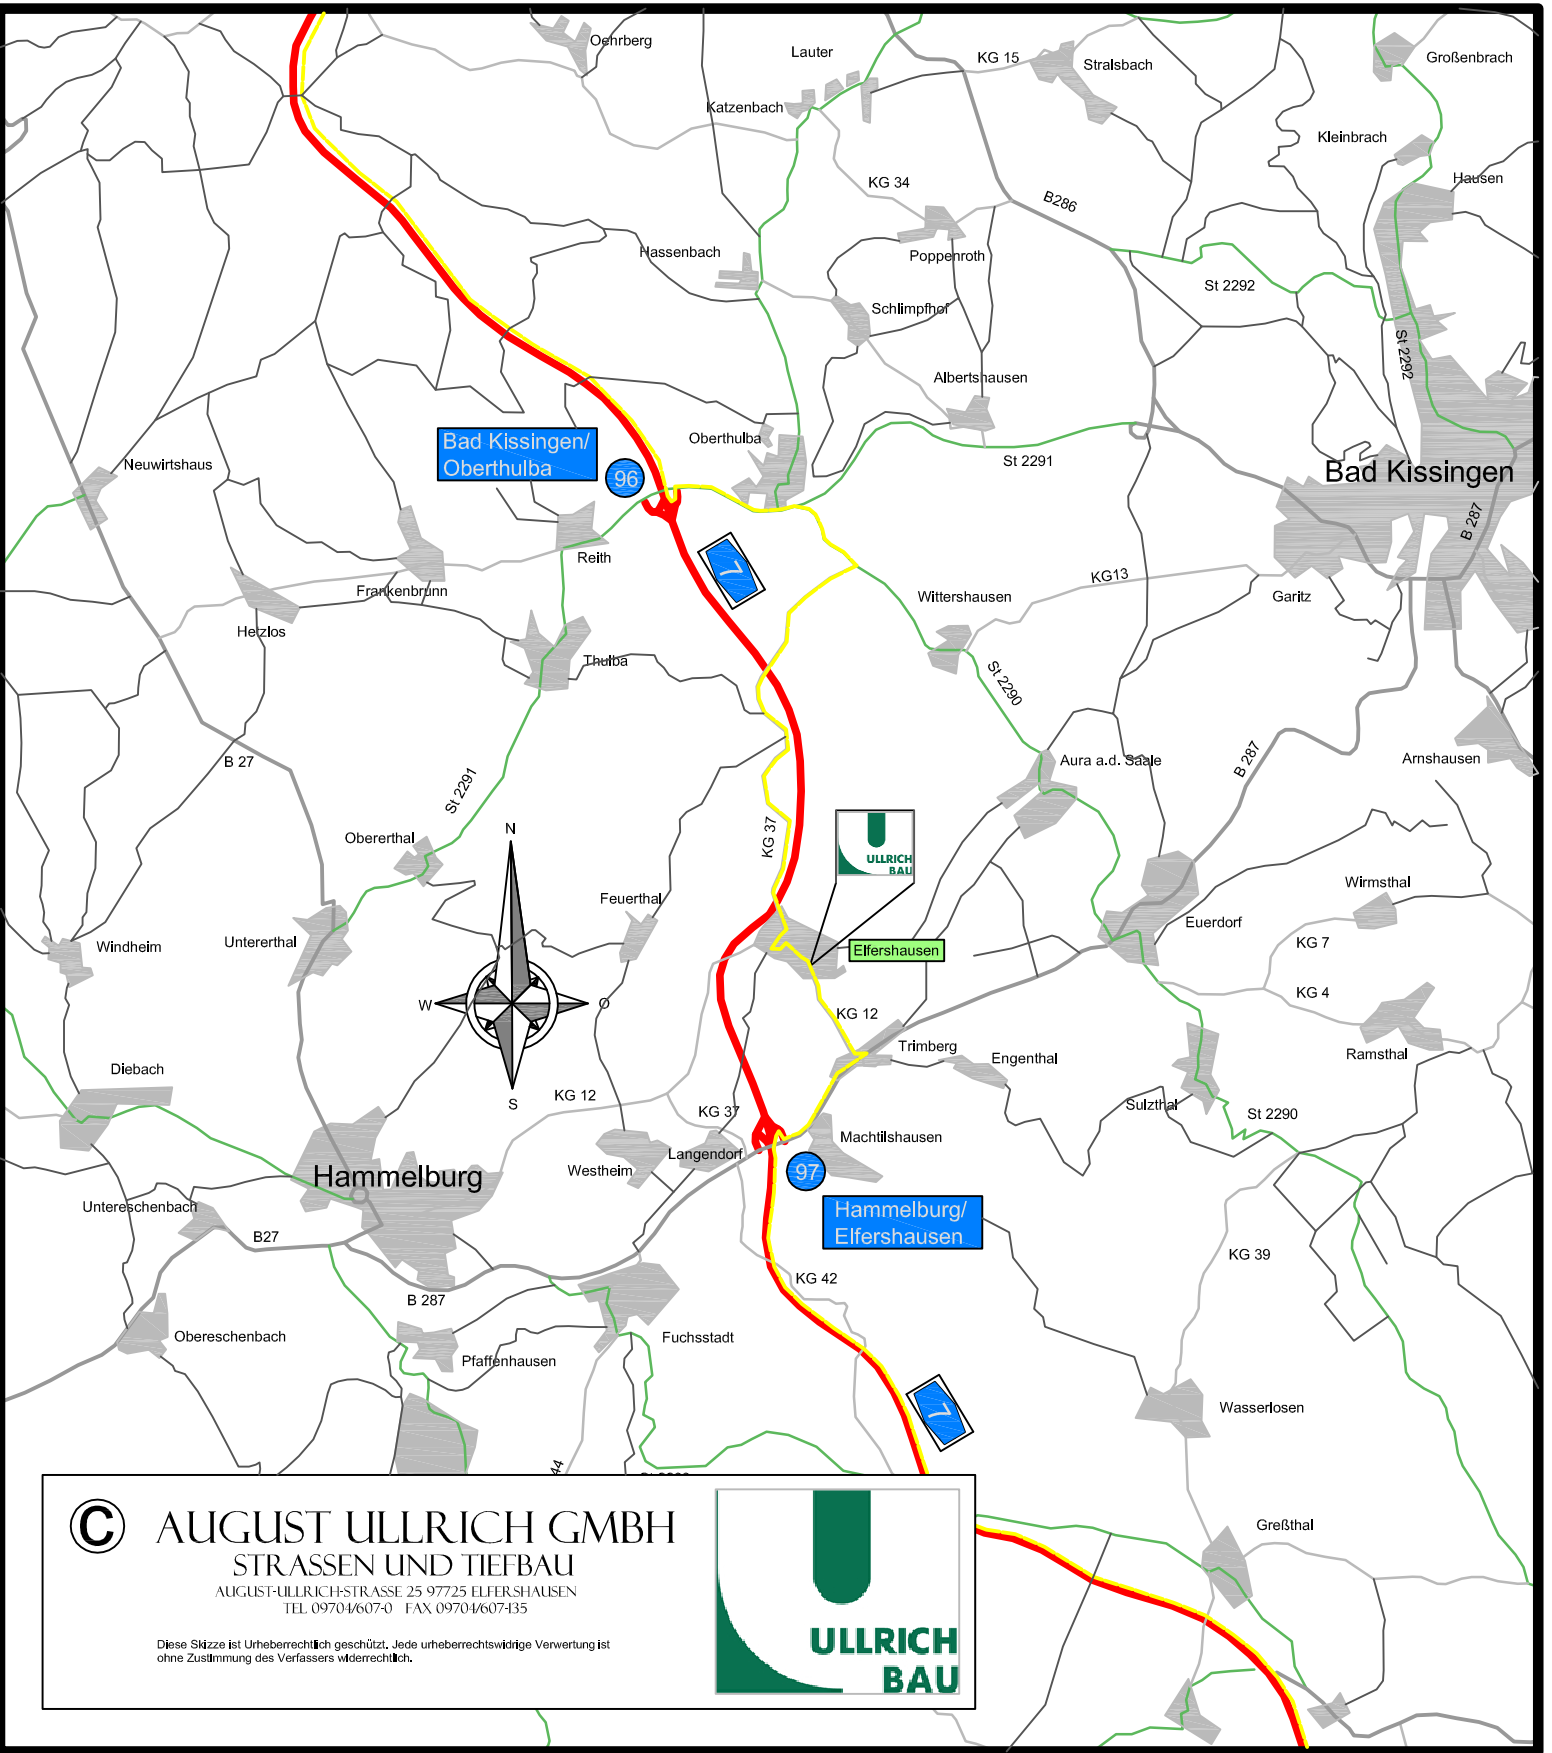 Oehrberg
Lauter
KG 15
Stralsbach
Großenbrach
Katzenbach
Kleinbrach
KG 34
Hausen
B286
Hassenbach
Poppenroth
St 2292
Schlimpfhof
St 2292
Albertshausen
Bad Kissingen/
Oberthulba
96
Oberthulba
St 2291
Neuwirtshaus
Bad Kissingen
B 287
Reith
7
Frankenbrunn
KG13
Wittershausen
Garitz
Hetzlos
Thulba
St 2290
B 27
St 2291
Aura a.d. Saale
B 287
Arnshausen
Obererthal
N
KG 37
ULLRICH
BAU
Feuerthal
Wirmsthal
Untererthal
Windheim
Elfershausen
Euerdorf
KG 7
W
O
KG 12
KG 4
Trimberg
Engenthal
Ramsthal
Diebach
S
KG 12
KG 37
Sulzthal
St 2290
Machtilshausen
Langendorf
Westheim
97
Hammelburg
Untereschenbach
Hammelburg/
Elfershausen
B27
KG 39
KG 42
B 287
Obereschenbach
Fuchsstadt
Pfaffenhausen
7
Wasserlosen
44
© AUGUST ULLRICH GMBH
STRASSEN UND TIEFBAU
AUGUST-ULLRICH-STRASSE 25 97725 ELFERSHAUSEN
TEL 09704/607-0 FAX 09704/607-135
Diese Skizze ist Urheberrechtlich geschützt. Jede urheberrechtswidrige Verwertung ist
ohne Zustimmung des Verfassers widerrechtlich.
ULLRICH
BAU
Greßthal